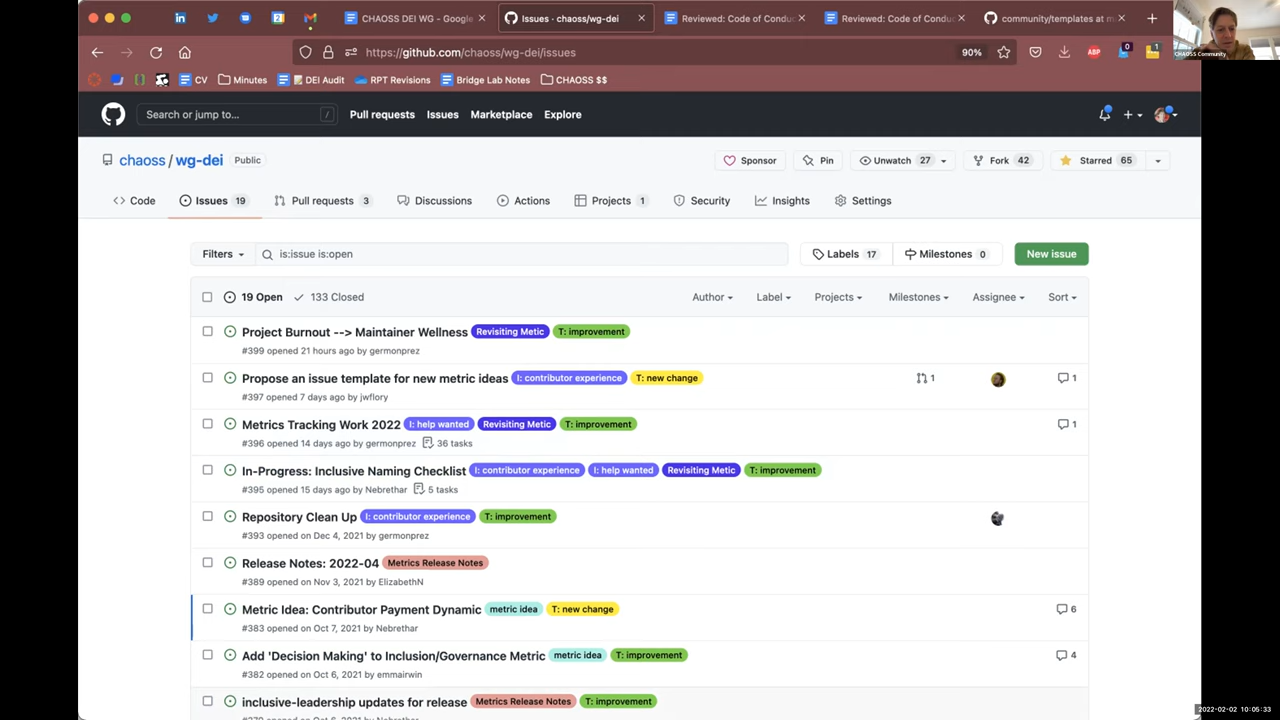 CHAOSS DEI WG - Google
Issues · chaoss/wg-dei
Reviewed: Code of Conduc
Reviewed: Code of Conduc
community/templates at m
https://github.com/chaoss/wg-dei/issues
90%
CV
Minutes
DEI Audit
RPT Revisions
Bridge Lab Notes
CHAOSS $$
CHAOSS Community
Search or jump to...
/
Pull requests
Issues
Marketplace
Explore
chaoss / wg-dei
Public
Sponsor
Pin
Unwatch 27
Fork 42
Starred 65
Code
Issues 19
Pull requests 3
Discussions
Actions
Projects 1
Security
Insights
Settings
Filters
is:issue is:open
Labels 17
Milestones 0
New issue
19 Open
133 Closed
Author
Label
Projects
Milestones
Assignee
Sort
Project Burnout --> Maintainer Wellness Revisiting Metic T: improvement
#399 opened 21 hours ago by germonprez
Propose an issue template for new metric ideas I: contributor experience T: new change 1 1
#397 opened 7 days ago by jwflory
Metrics Tracking Work 2022 I: help wanted Revisiting Metic T: improvement 1
#396 opened 14 days ago by germonprez 36 tasks
In-Progress: Inclusive Naming Checklist I: contributor experience I: help wanted Revisiting Metic T: improvement
#395 opened 15 days ago by Nebrethar 5 tasks
Repository Clean Up I: contributor experience T: improvement
#393 opened on Dec 4, 2021 by germonprez
Release Notes: 2022-04 Metrics Release Notes
#389 opened on Nov 3, 2021 by ElizabethN
Metric Idea: Contributor Payment Dynamic metric idea T: new change 6
#383 opened on Oct 7, 2021 by Nebrethar
Add 'Decision Making' to Inclusion/Governance Metric metric idea T: improvement 4
#382 opened on Oct 6, 2021 by emmairwin
inclusive-leadership updates for release Metrics Release Notes T: improvement
2022-02-02 10:05:33